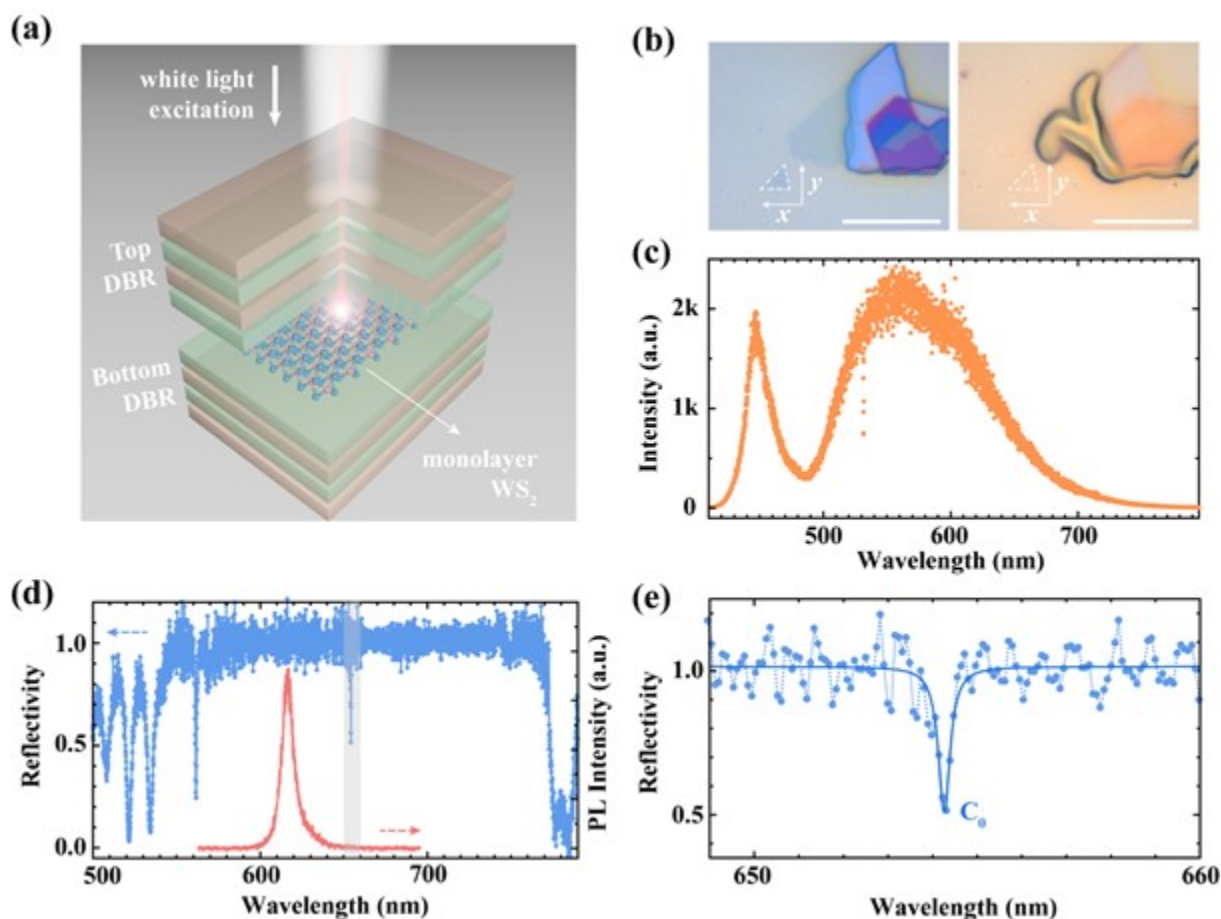 (a)
white light
excitation
Top
DBR
Bottom
DBR
monolayer
WS₂
(b)
y
x
y
x
(c)
2k
1k
0
Intensity (a.u.)
500
600
700
Wavelength (nm)
(d)
1.0
0.5
0.0
Reflectivity
PL Intensity (a.u.)
500
600
700
Wavelength (nm)
(e)
1.0
0.5
Reflectivity
C₀
650
660
Wavelength (nm)